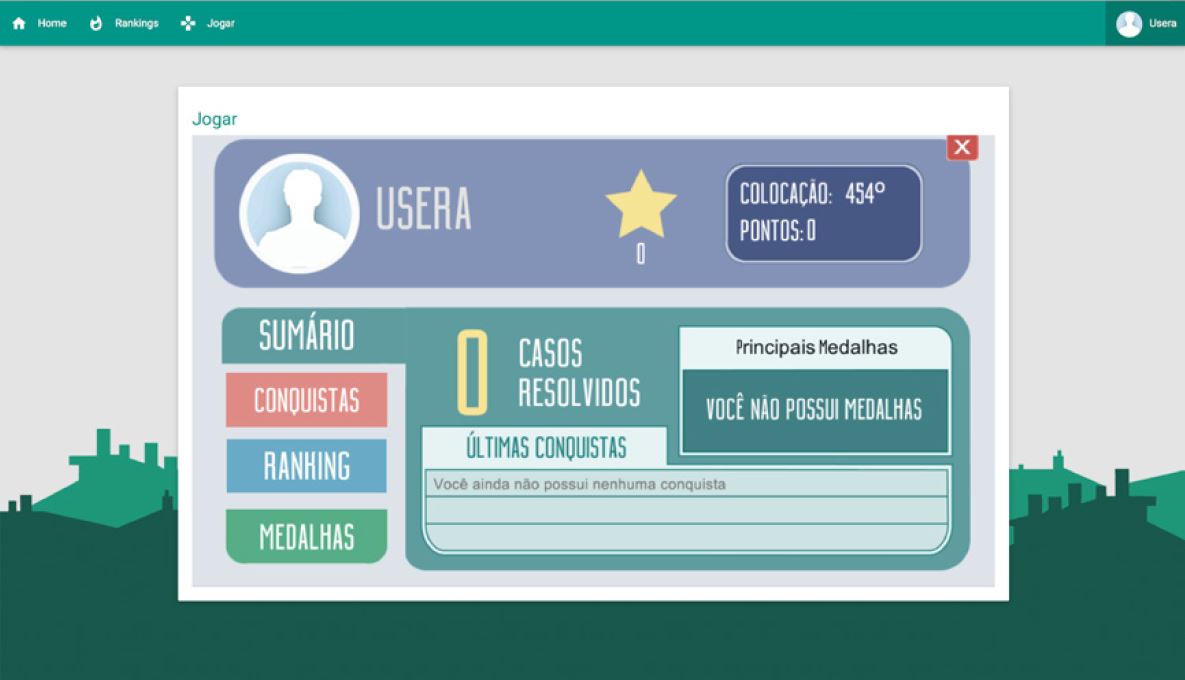 Home Rankings Jogar Usera
Jogar
X
USERA
0
COLOCAÇÃO: 454º
PONTOS: 0
SUMÁRIO
CONQUISTAS
RANKING
MEDALHAS
0
CASOS
RESOLVIDOS
Principais Medalhas
VOCÊ NÃO POSSUI MEDALHAS
ÚLTIMAS CONQUISTAS
Você ainda não possui nenhuma conquista